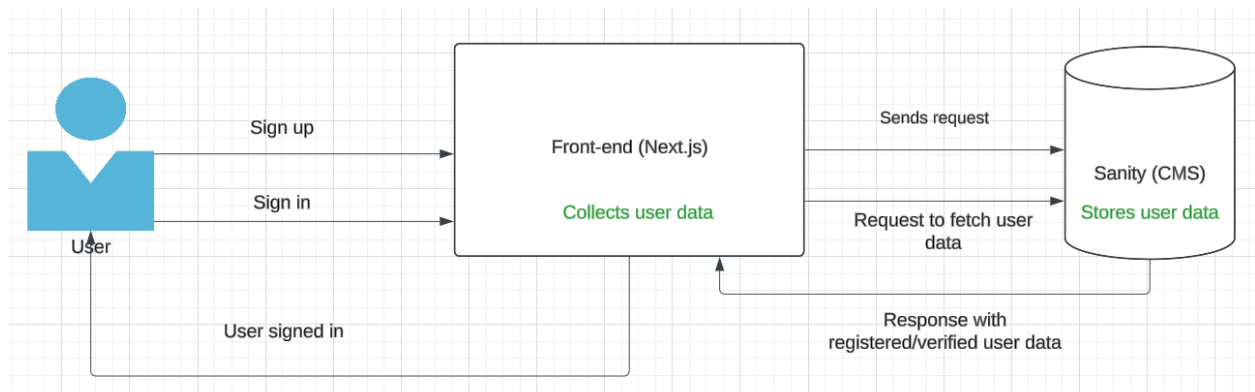 Sign up
Sign in
User
User signed in
Front-end (Next.js)
Collects user data
Sends request
Request to fetch user
data
Response with
registered/verified user data
Sanity (CMS)
Stores user data